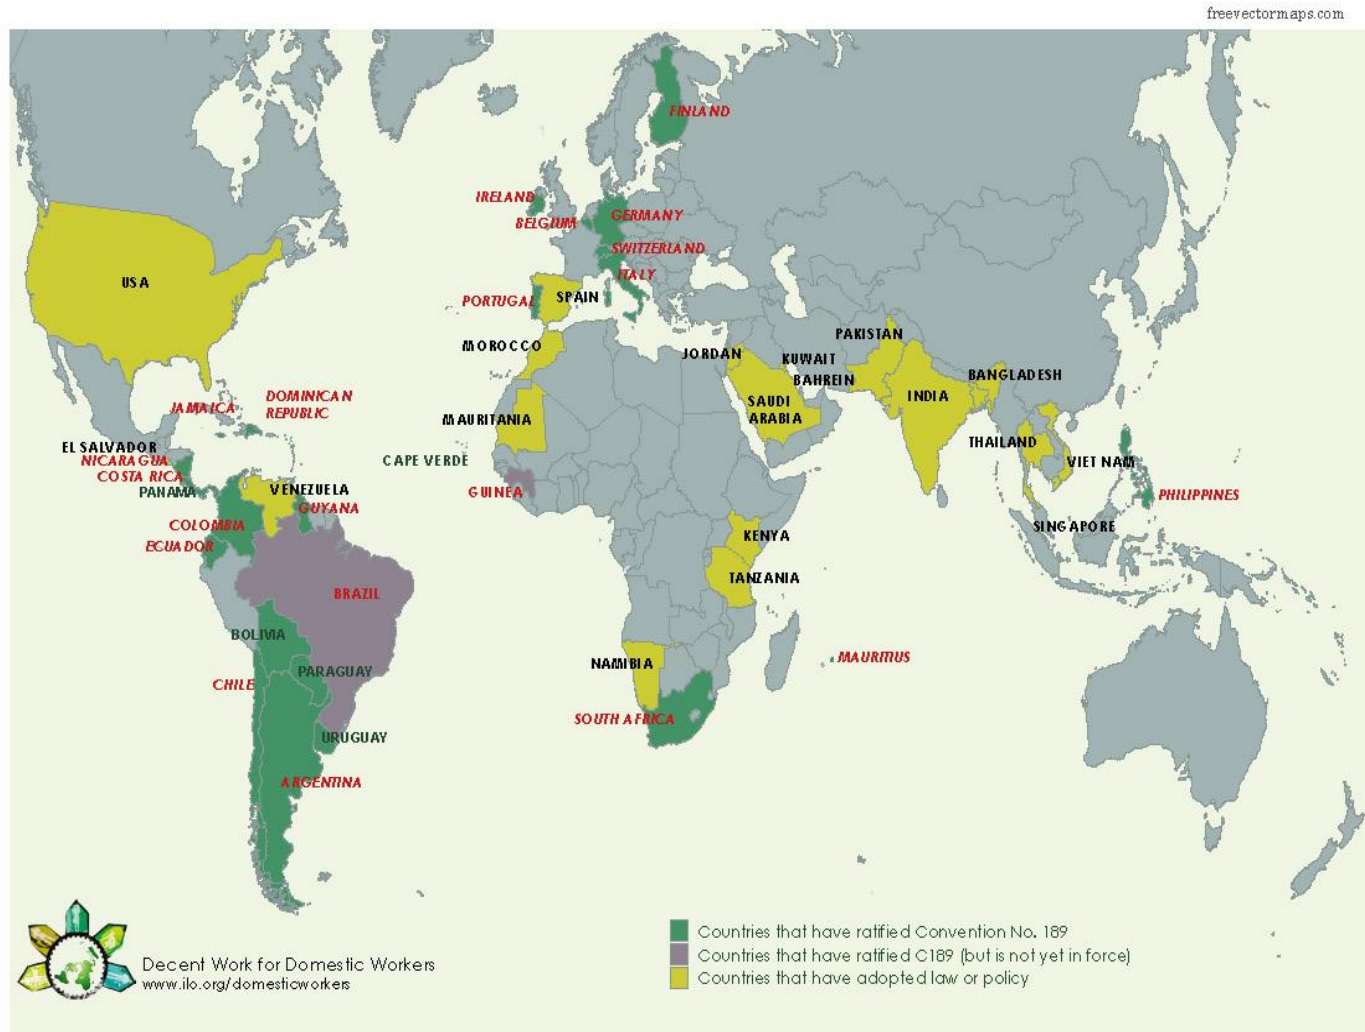 freevectormaps.com
FINLAND
IRELAND
BELGIUM
GERMANY
SWITZERLAND
ITALY
USA
PORTUGAL
SPAIN
MOROCCO
JORDAN
KUWAIT
PAKISTAN
BAHREIN
BANGLADESH
JAMAICA
DOMINICAN
REPUBLIC
MAURITANIA
SAUDI
ARABIA
INDIA
EL SALVADOR
NICARAGUA
COSTA RICA
PANAMA
CAPE VERDE
THAILAND
VIET NAM
VENEZUELA
GUYANA
GUINEA
PHILIPPINES
COLOMBIA
ECUADOR
SINGAPORE
KENYA
TANZANIA
BRAZIL
BOLIVIA
PARAGUAY
CHILE
NAMIBIA
MAURITIUS
SOUTH AFRICA
URUGUAY
ARGENTINA
Countries that have ratified Convention No. 189
Countries that have ratified C189 (but is not yet in force)
Countries that have adopted law or policy
Decent Work for Domestic Workers
www.ilo.org/domesticworkers